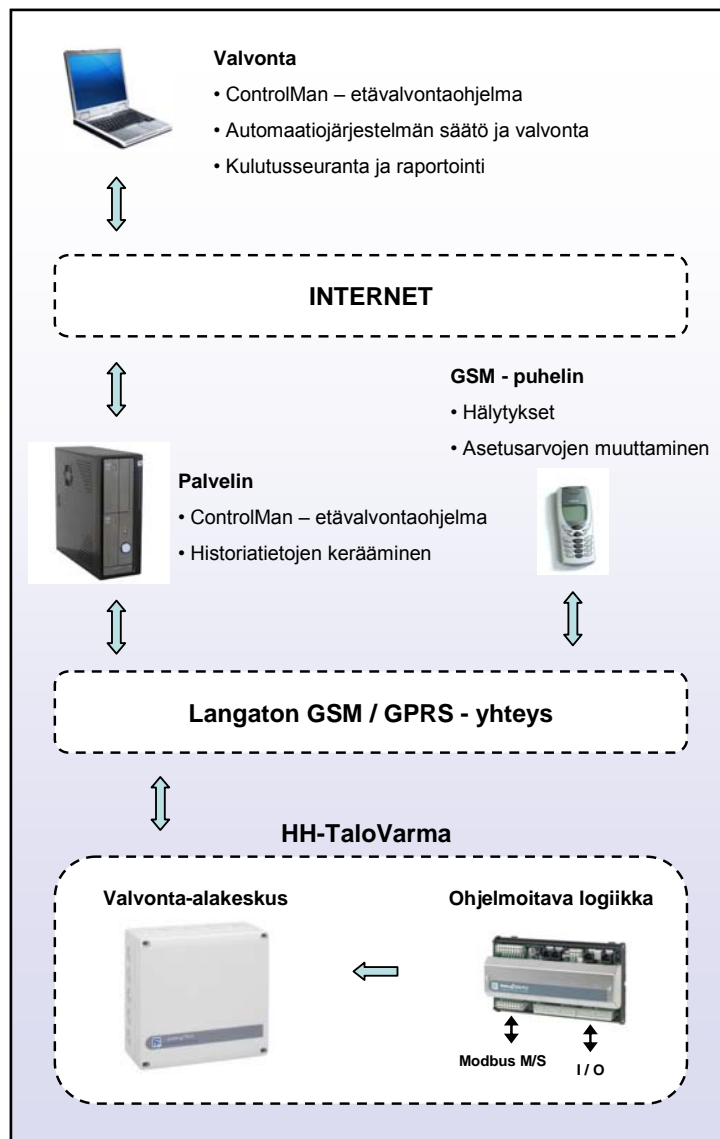 Valvonta
• ControlMan – etävalvontaohjelma
• Automaatiojärjestelmän säätö ja valvonta
• Kulutusseuranta ja raportointi
INTERNET
GSM - puhelin
• Hälytykset
• Asetusarvojen muuttaminen
Palvelin
• ControlMan – etävalvontaohjelma
• Historiatietojen kerääminen
Langaton GSM / GPRS - yhteys
HH-TaloVarma
Valvonta-alakeskus
Ohjelmoitava logiikka
Modbus M/S
I / O